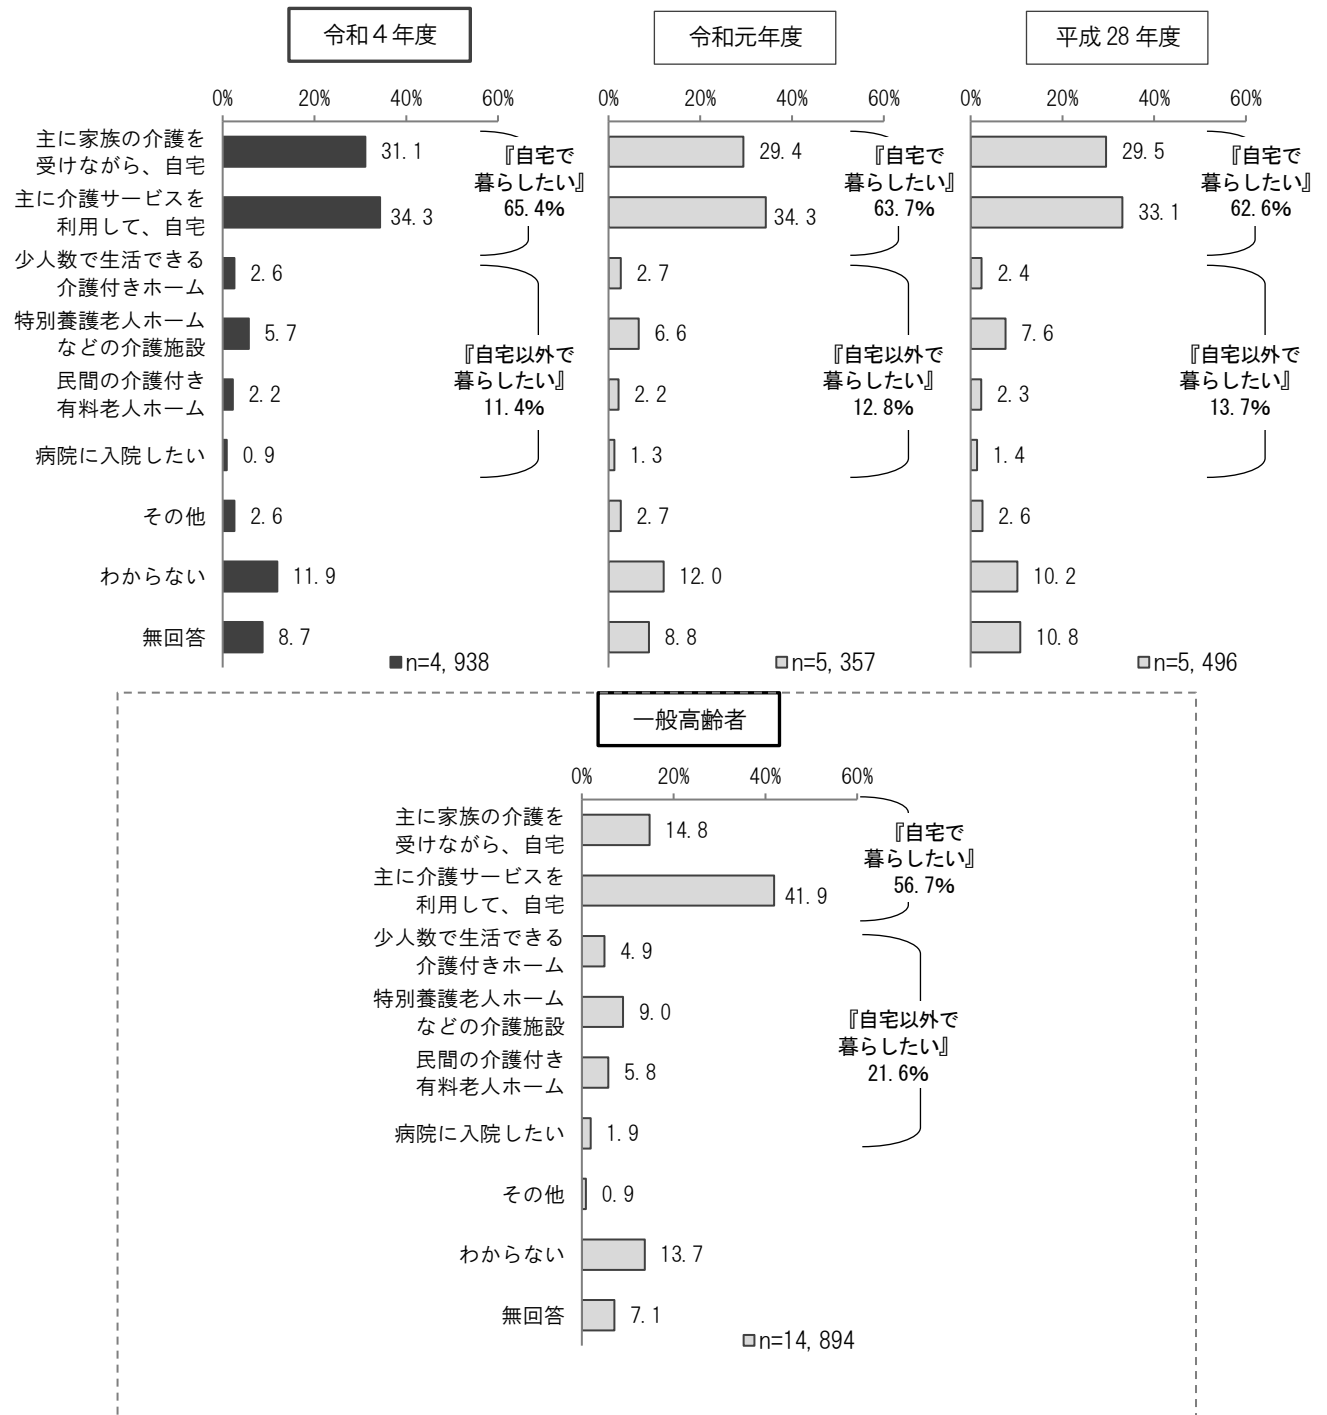 令和４年度
令和元年度
平成 28 年度
0% 20% 40% 60%
0% 20% 40% 60%
0% 20% 40% 60%
主に家族の介護を
受けながら、自宅
主に介護サービスを
利用して、自宅
少人数で生活できる
介護付きホーム
特別養護老人ホーム
などの介護施設
民間の介護付き
有料老人ホーム
病院に入院したい
その他
わからない
無回答
31.1
34.3
2.6
5.7
2.2
0.9
2.6
11.9
8.7
『自宅で
暮らしたい』
65.4%
『自宅以外で
暮らしたい』
11.4%
n=4,938
29.4
34.3
2.7
6.6
2.2
1.3
2.7
12.0
8.8
『自宅で
暮らしたい』
63.7%
『自宅以外で
暮らしたい』
12.8%
n=5,357
29.5
33.1
2.4
7.6
2.3
1.4
2.6
10.2
10.8
『自宅で
暮らしたい』
62.6%
『自宅以外で
暮らしたい』
13.7%
n=5,496
一般高齢者
0% 20% 40% 60%
主に家族の介護を
受けながら、自宅
主に介護サービスを
利用して、自宅
少人数で生活できる
介護付きホーム
特別養護老人ホーム
などの介護施設
民間の介護付き
有料老人ホーム
病院に入院したい
その他
わからない
無回答
14.8
41.9
4.9
9.0
5.8
1.9
0.9
13.7
7.1
『自宅で
暮らしたい』
56.7%
『自宅以外で
暮らしたい』
21.6%
n=14,894